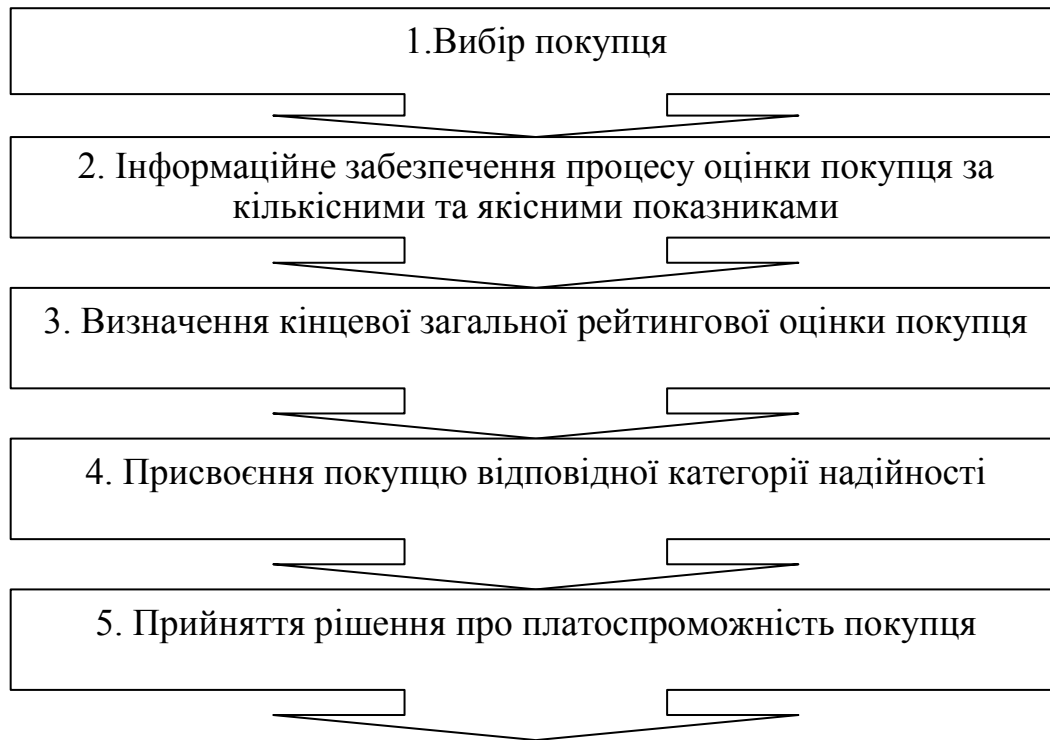 1.Вибір покупця
2. Інформаційне забезпечення процесу оцінки покупця за
кількісними та якісними показниками
3. Визначення кінцевої загальної рейтингової оцінки покупця
4. Присвоєння покупцю відповідної категорії надійності
5. Прийняття рішення про платоспроможність покупця